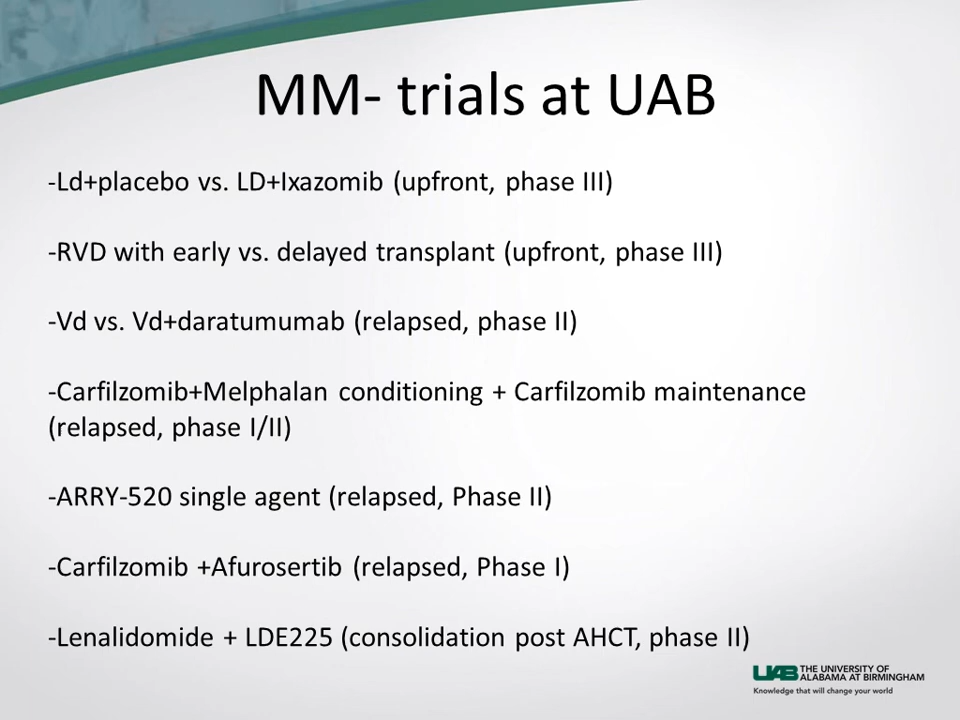 MM- trials at UAB
-Ld+placebo vs. LD+Ixazomib (upfront, phase III)
-RVD with early vs. delayed transplant (upfront, phase III)
-Vd vs. Vd+daratumumab (relapsed, phase II)
-Carfilzomib+Melphalan conditioning + Carfilzomib maintenance
(relapsed, phase I/II)
-ARRY-520 single agent (relapsed, Phase II)
-Carfilzomib +Afurosertib (relapsed, Phase I)
-Lenalidomide + LDE225 (consolidation post AHCT, phase II)
UAB THE UNIVERSITY OF
ALABAMA AT BIRMINGHAM
Knowledge that will change your world